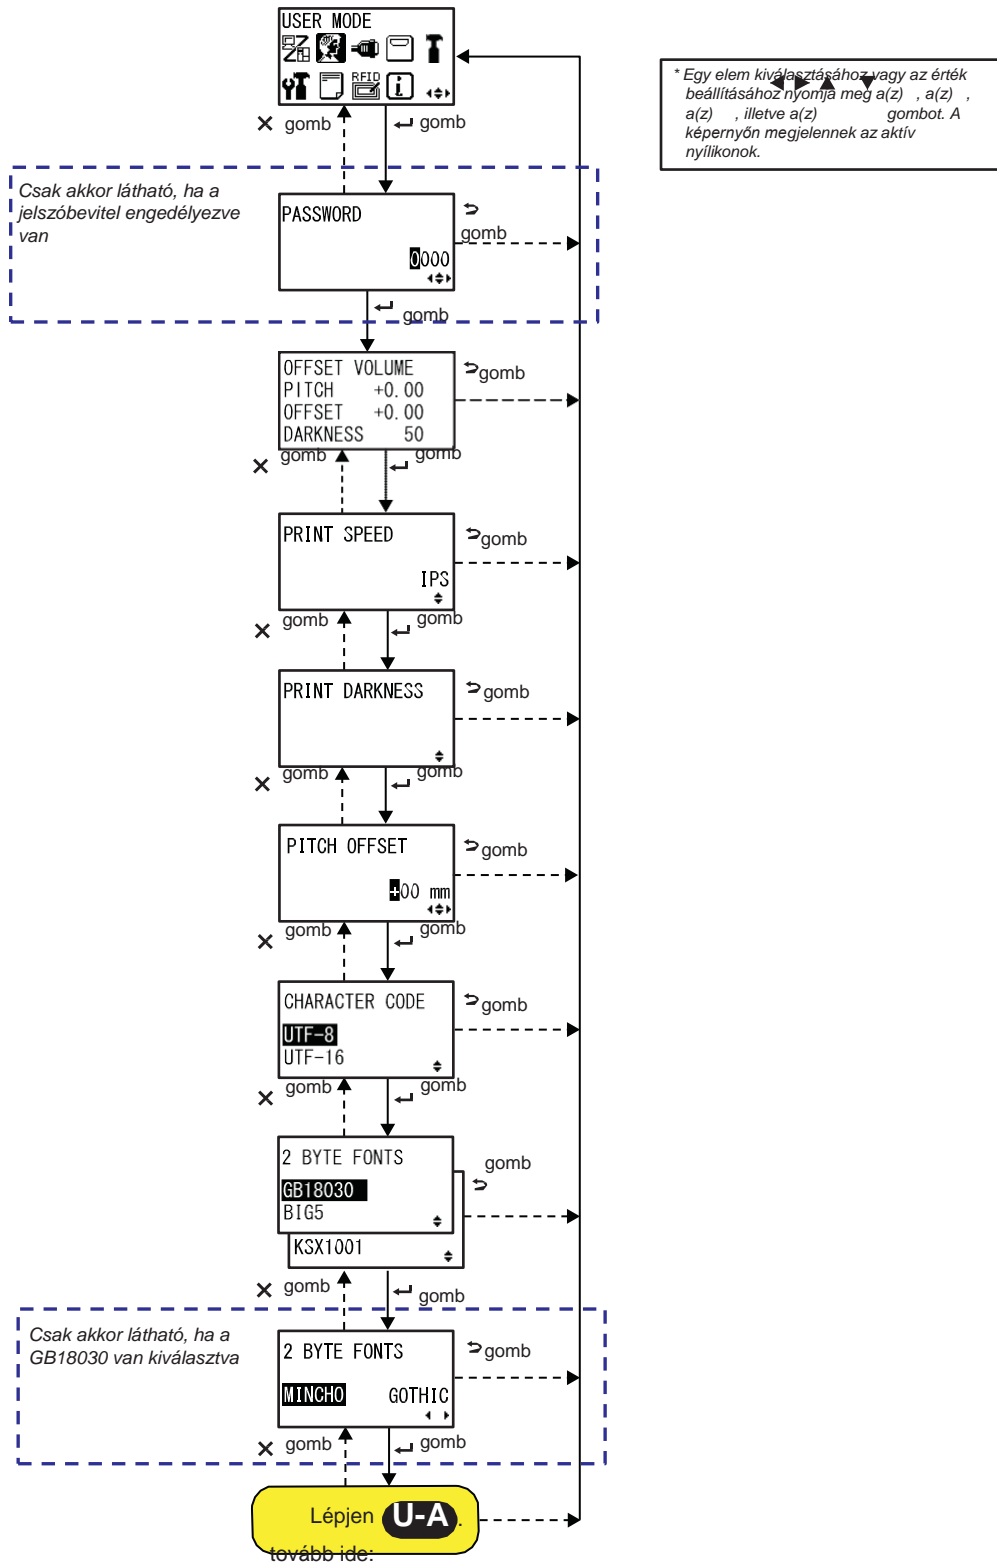 USER MODE
RFID
gomb
gomb
* Egy elem kiválasztásához vagy az érték
beállításához nyomja meg a(z) , a(z) ,
a(z) , illetve a(z) gombot. A
képernyőn megjelennek az aktív
nyílikonok.
Csak akkor látható, ha a
jelszóbevitel engedélyezve
van
PASSWORD
0000
gomb
gomb
OFFSET VOLUME
PITCH +0.00
OFFSET +0.00
DARKNESS 50
gomb
gomb
gomb
PRINT SPEED
IPS
gomb
gomb
gomb
PRINT DARKNESS
gomb
gomb
gomb
PITCH OFFSET
+00 mm
gomb
gomb
gomb
CHARACTER CODE
UTF-8
UTF-16
gomb
gomb
gomb
2 BYTE FONTS
GB18030
BIG5
KSX1001
gomb
gomb
gomb
Csak akkor látható, ha a
GB18030 van kiválasztva
2 BYTE FONTS
MINCHO GOTHIC
gomb
gomb
gomb
Lépjen U-A.
tovább ide: